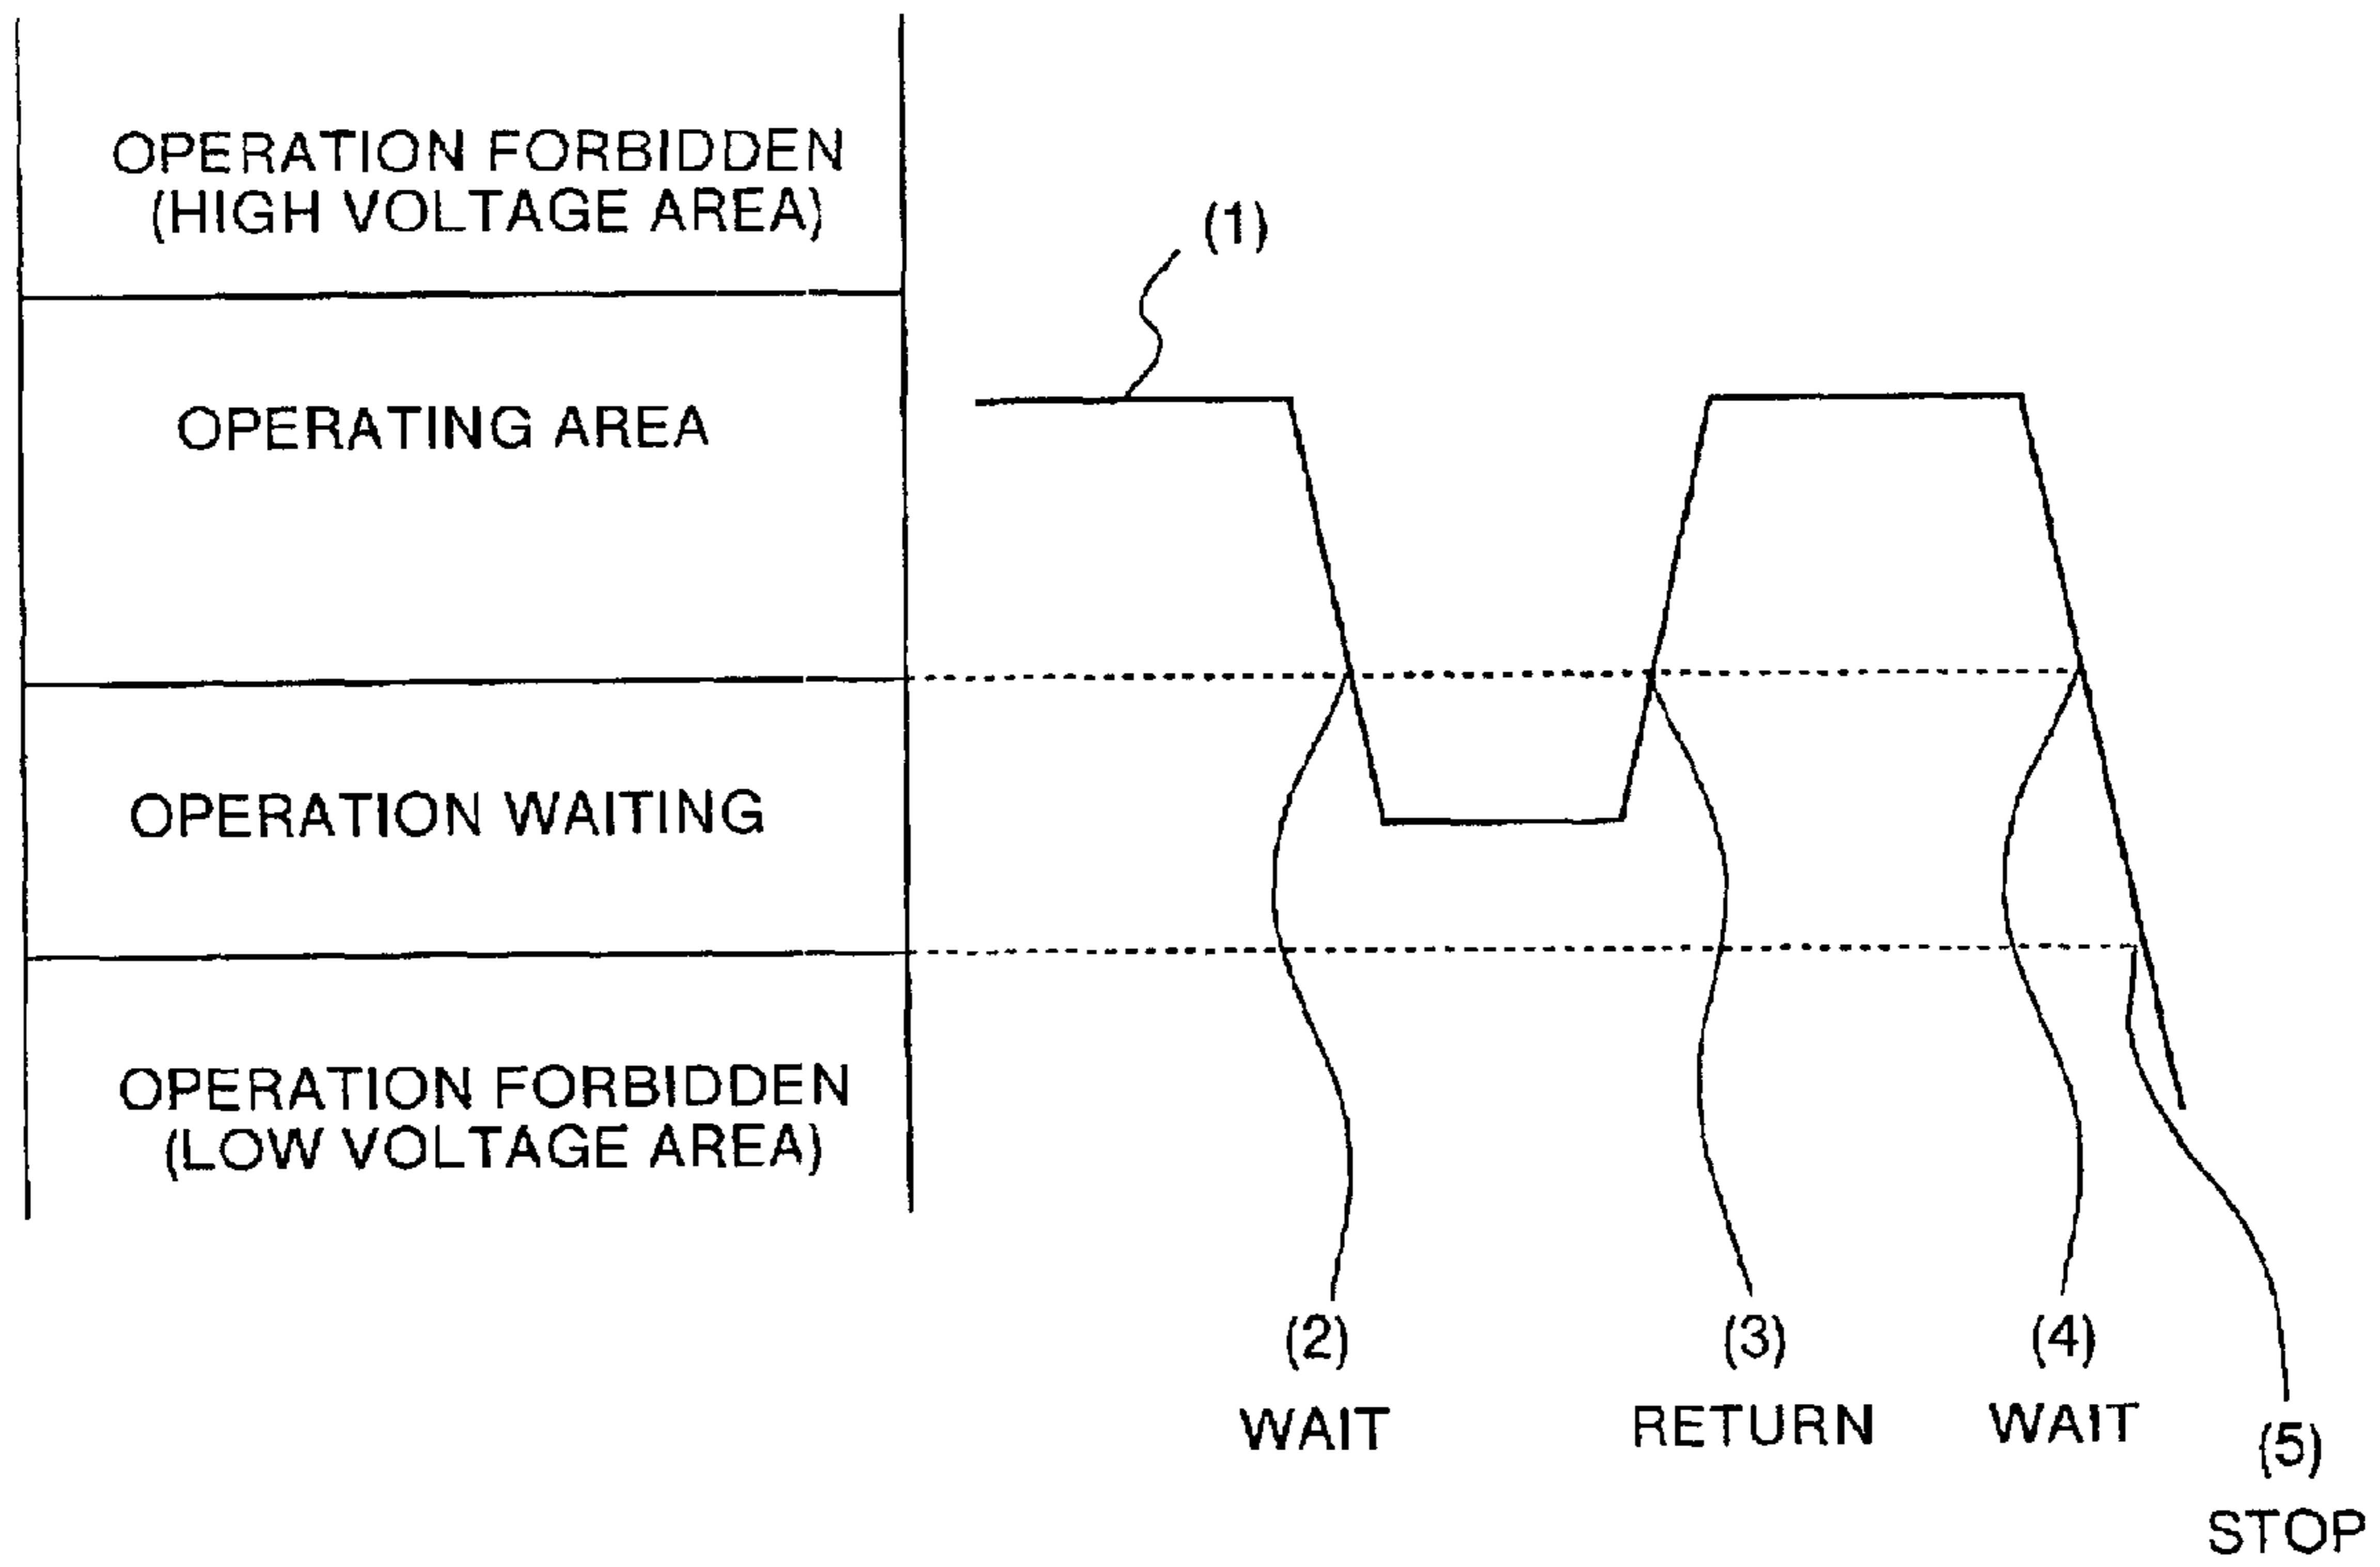 OPERATION FORBIDDEN
(HIGH VOLTAGE AREA)
(1)
OPERATING AREA
OPERATION WAITING
OPERATION FORBIDDEN
(LOW VOLTAGE AREA)
(2)
WAIT
(3)
RETURN
(4)
WAIT
(5)
STOP